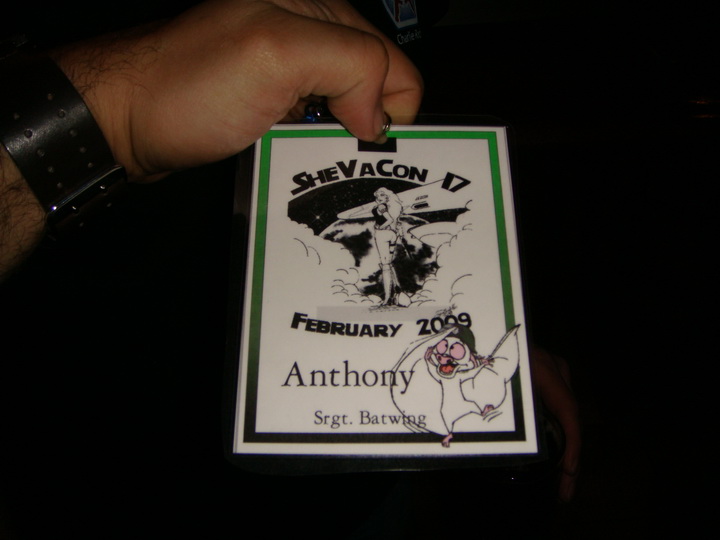 SHEVACON 17
FEBRUARY 2009
Anthony
Srgt. Batwing